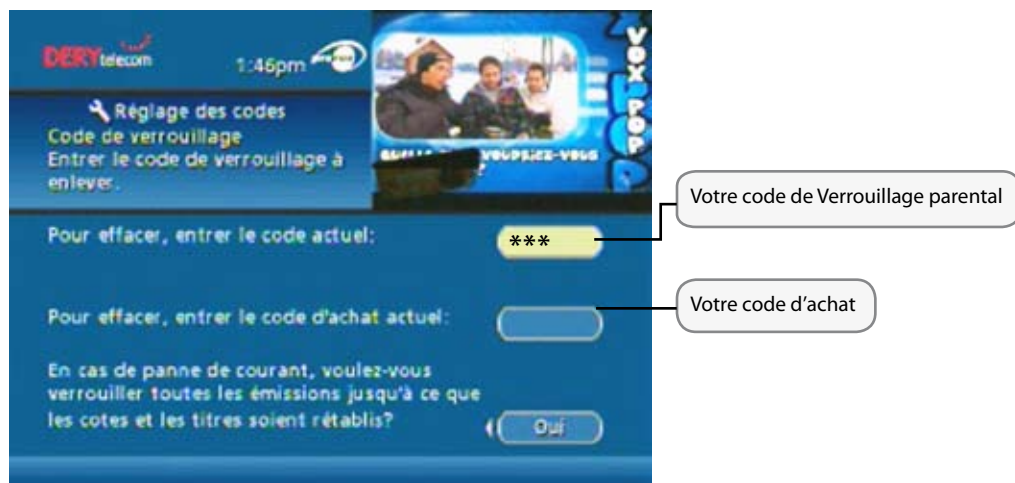 DERYtelecom
1:46pm
Réglage des codes
Code de verrouillage
Entrer le code de verrouillage à
enlever.
VOX POP
VOUDRIEZ-VOUS
Pour effacer, entrer le code actuel:
***
Pour effacer, entrer le code d'achat actuel:
En cas de panne de courant, voulez-vous
verrouiller toutes les émissions jusqu'à ce que
les cotes et les titres soient rétablis?
Oui
Votre code de Verrouillage parental
Votre code d'achat